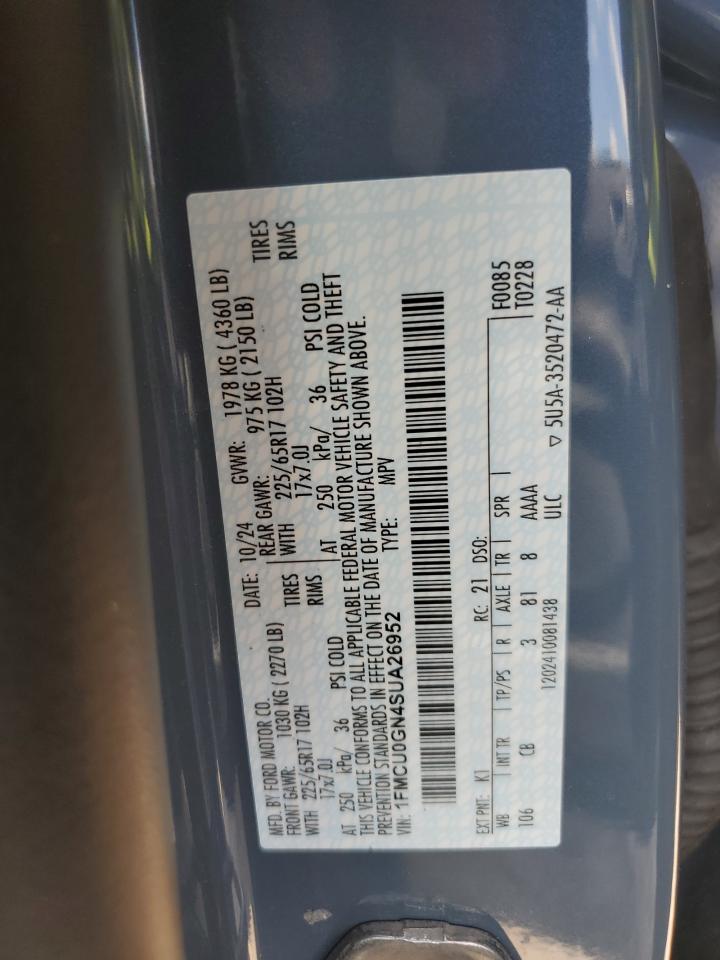 MFD. BY FORD MOTOR CO.
DATE: 10/24 GVWR: 1978 KG ( 4360 LB)
FRONT GAWR: 1030 KG ( 2270 LB) REAR GAWR: 975 KG ( 2150 LB)
WITH 225/65R17 102H TIRES WITH 225/65R17 102H TIRES
17x7.0J RIMS 17x7.0J RIMS
AT 250 kPa/ 36 PSI COLD AT 250 kPa/ 36 PSI COLD
THIS VEHICLE CONFORMS TO ALL APPLICABLE FEDERAL MOTOR VEHICLE SAFETY AND THEFT
PREVENTION STANDARDS IN EFFECT ON THE DATE OF MANUFACTURE SHOWN ABOVE.
VIN: 1FMCU0GN4SUA26952 TYPE: MPV
EXT PNT: K1 RC: 21 DSO: F0085
WB INT TR TP/PS R AXLE TR SPR T0228
106 CB 3 81 8 AAAA
1202410081438 ULC ▽ 5U5A-3520472-AA